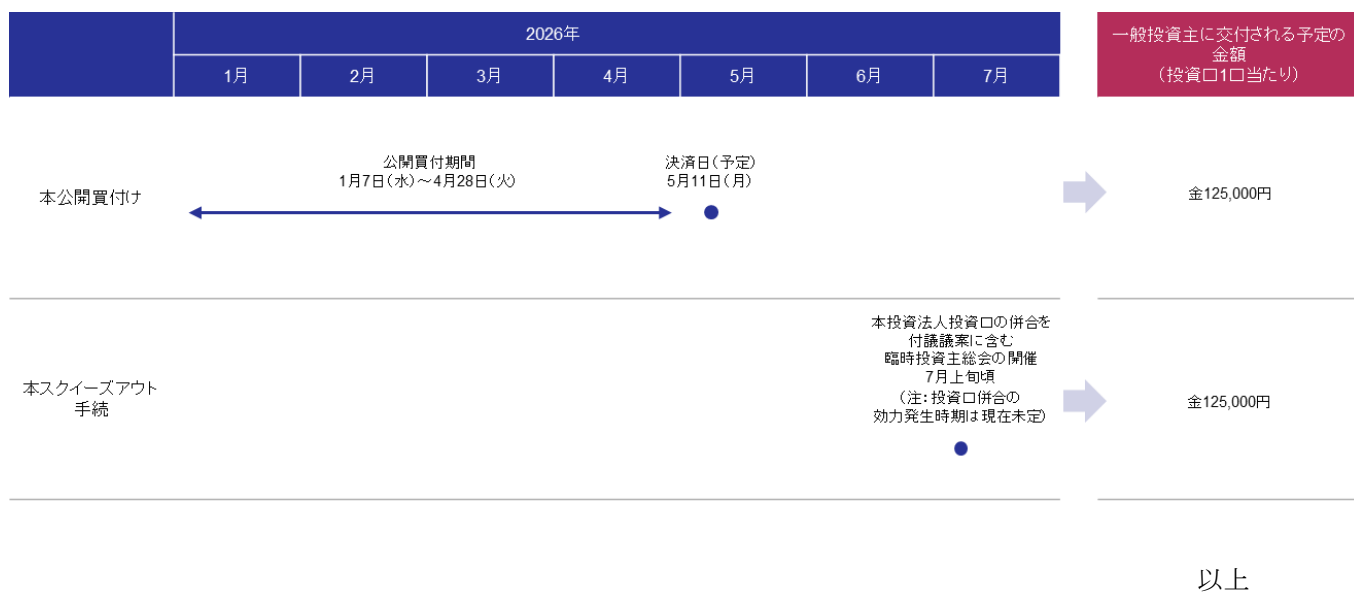 2026年
1月 2月 3月 4月 5月 6月 7月
一般投資主に交付される予定の
金額
（投資口1口当たり）
本公開買付け
公開買付期間
1月7日（水）～4月28日（火）
決済日（予定）
5月11日（月）
金125,000円
本スクイーズアウト
手続
本投資法人投資口の併合を
付議議案に含む
臨時投資主総会の開催
7月上旬頃
（注：投資口併合の
効力発生時期は現在未定）
金125,000円
以上